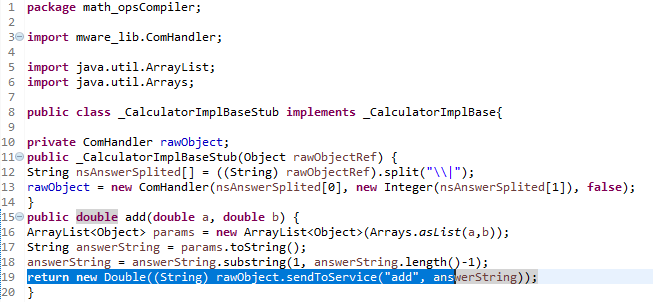 1 package math_opsCompiler;
2
3 import mware_lib.ComHandler;
4
5 import java.util.ArrayList;
6 import java.util.Arrays;
7
8 public class _CalculatorImplBaseStub implements _CalculatorImplBase{
9
10 private ComHandler rawObject;
11 public _CalculatorImplBaseStub(Object rawObjectRef) {
12 String nsAnswerSplited[] = ((String) rawObjectRef).split("\\|");
13 rawObject = new ComHandler(nsAnswerSplited[0], new Integer(nsAnswerSplited[1]), false);
14 }
15 public double add(double a, double b) {
16 ArrayList<Object> params = new ArrayList<Object>(Arrays.asList(a,b));
17 String answerString = params.toString();
18 answerString = answerString.substring(1, answerString.length()-1);
19 return new Double((String) rawObject.sendToService("add", answerString));
20 }